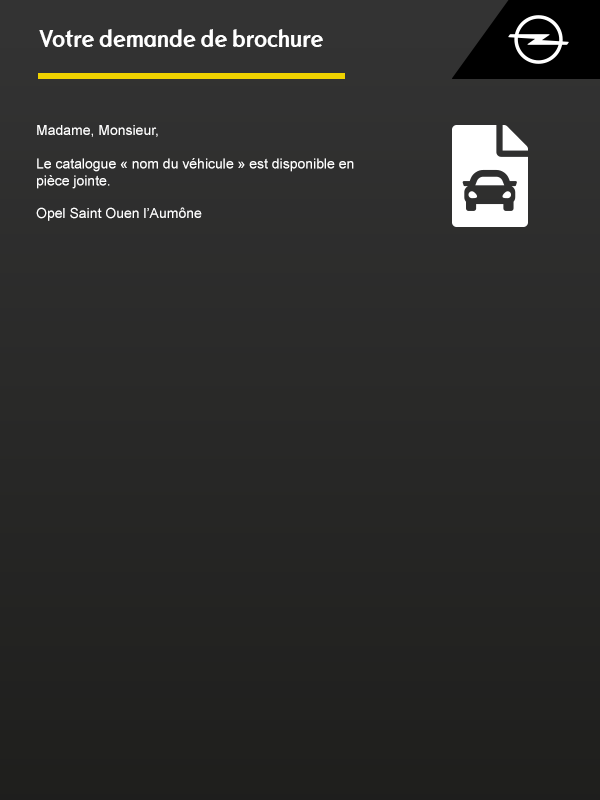 Votre demande de brochure
Madame, Monsieur,
Le catalogue « nom du véhicule » est disponible en
pièce jointe.
Opel Saint Ouen l’Aumône